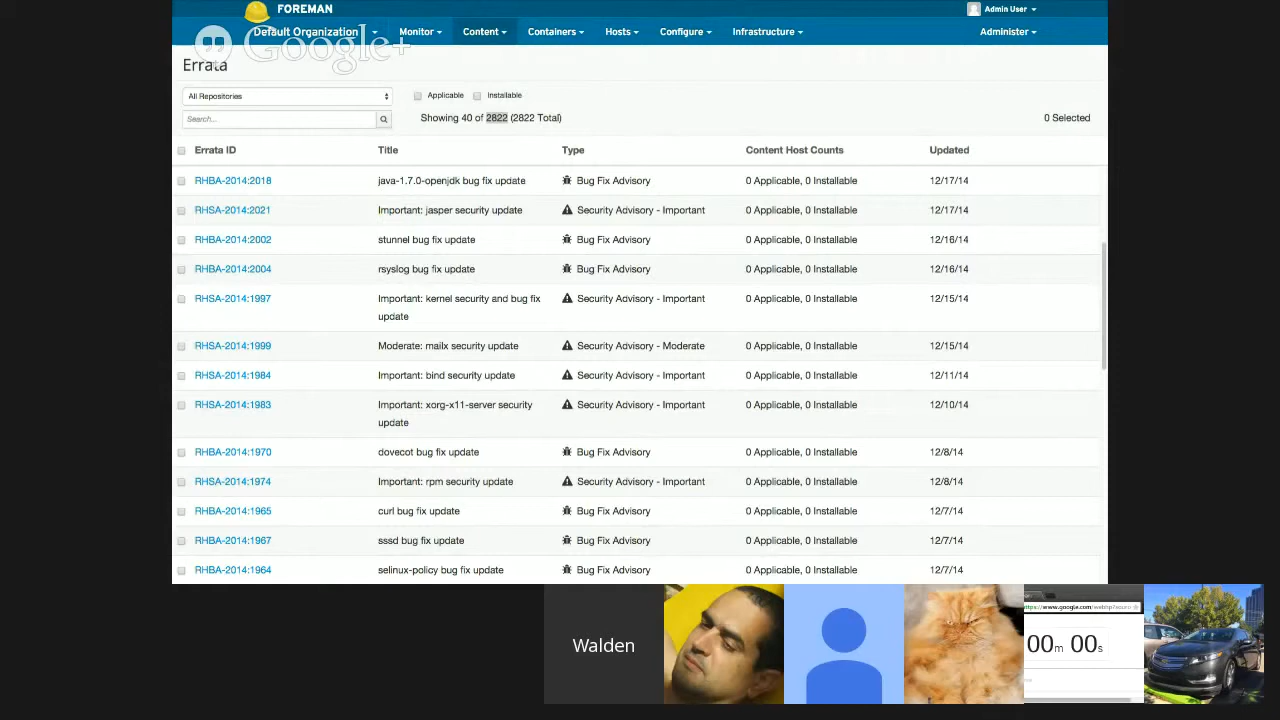 FOREMAN
Admin User
Default Organization Monitor Content Containers Hosts Configure Infrastructure Administer
Google+
Errata
All Repositories Applicable Installable
Search... Showing 40 of 2822 (2822 Total) 0 Selected
Errata ID Title Type Content Host Counts Updated
RHBA-2014:2018 java-1.7.0-openjdk bug fix update Bug Fix Advisory 0 Applicable, 0 Installable 12/17/14
RHSA-2014:2021 Important: jasper security update Security Advisory - Important 0 Applicable, 0 Installable 12/17/14
RHBA-2014:2002 stunnel bug fix update Bug Fix Advisory 0 Applicable, 0 Installable 12/16/14
RHBA-2014:2004 rsyslog bug fix update Bug Fix Advisory 0 Applicable, 0 Installable 12/16/14
RHSA-2014:1997 Important: kernel security and bug fix Security Advisory - Important 0 Applicable, 0 Installable 12/15/14
update
RHSA-2014:1999 Moderate: mailx security update Security Advisory - Moderate 0 Applicable, 0 Installable 12/15/14
RHSA-2014:1984 Important: bind security update Security Advisory - Important 0 Applicable, 0 Installable 12/11/14
RHSA-2014:1983 Important: xorg-x11-server security Security Advisory - Important 0 Applicable, 0 Installable 12/10/14
update
RHBA-2014:1970 dovecot bug fix update Bug Fix Advisory 0 Applicable, 0 Installable 12/8/14
RHSA-2014:1974 Important: rpm security update Security Advisory - Important 0 Applicable, 0 Installable 12/8/14
RHBA-2014:1965 curl bug fix update Bug Fix Advisory 0 Applicable, 0 Installable 12/7/14
RHBA-2014:1967 sssd bug fix update Bug Fix Advisory 0 Applicable, 0 Installable 12/7/14
RHBA-2014:1964 selinux-policy bug fix update Bug Fix Advisory 0 Applicable, 0 Installable 12/7/14
Walden
00m 00s